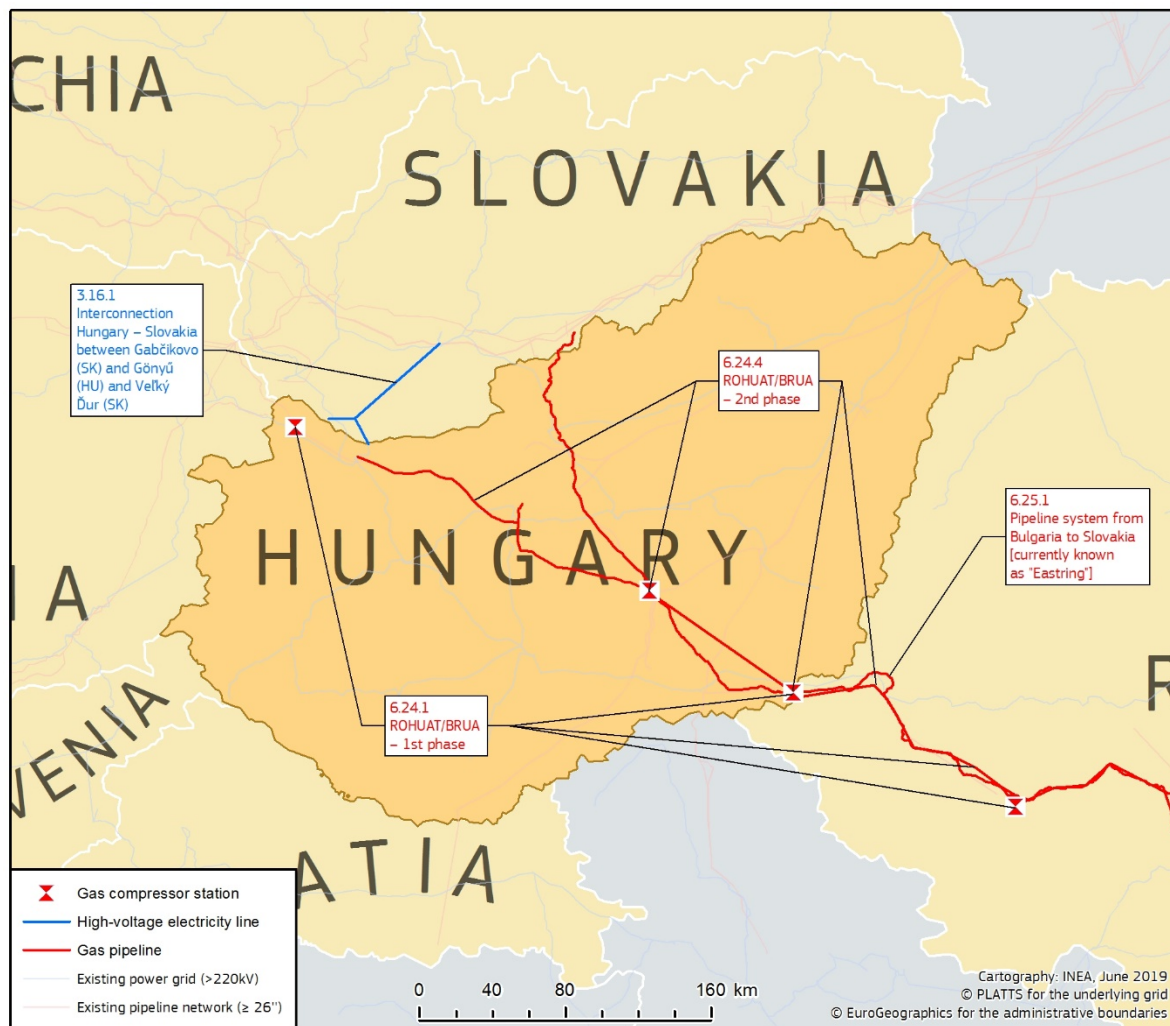 CHIA
SLOVAKIA
3.16.1
Interconnection
Hungary – Slovakia
between Gabčikovo
(SK) and Gönyű
(HU) and Veľký
Ďur (SK)
6.24.4
ROHUAT/BRUA
– 2nd phase
6.25.1
Pipeline system from
Bulgaria to Slovakia
[currently known
as "Eastring"]
HUNGARY
IA
R
VENIA
6.24.1
ROHUAT/BRUA
– 1st phase
ATIA
Gas compressor station
High-voltage electricity line
Gas pipeline
Existing power grid (>220kV)
Existing pipeline network (≥ 26'')
0 40 80 160 km
Cartography: INEA, June 2019
© PLATTS for the underlying grid
© EuroGeographics for the administrative boundaries